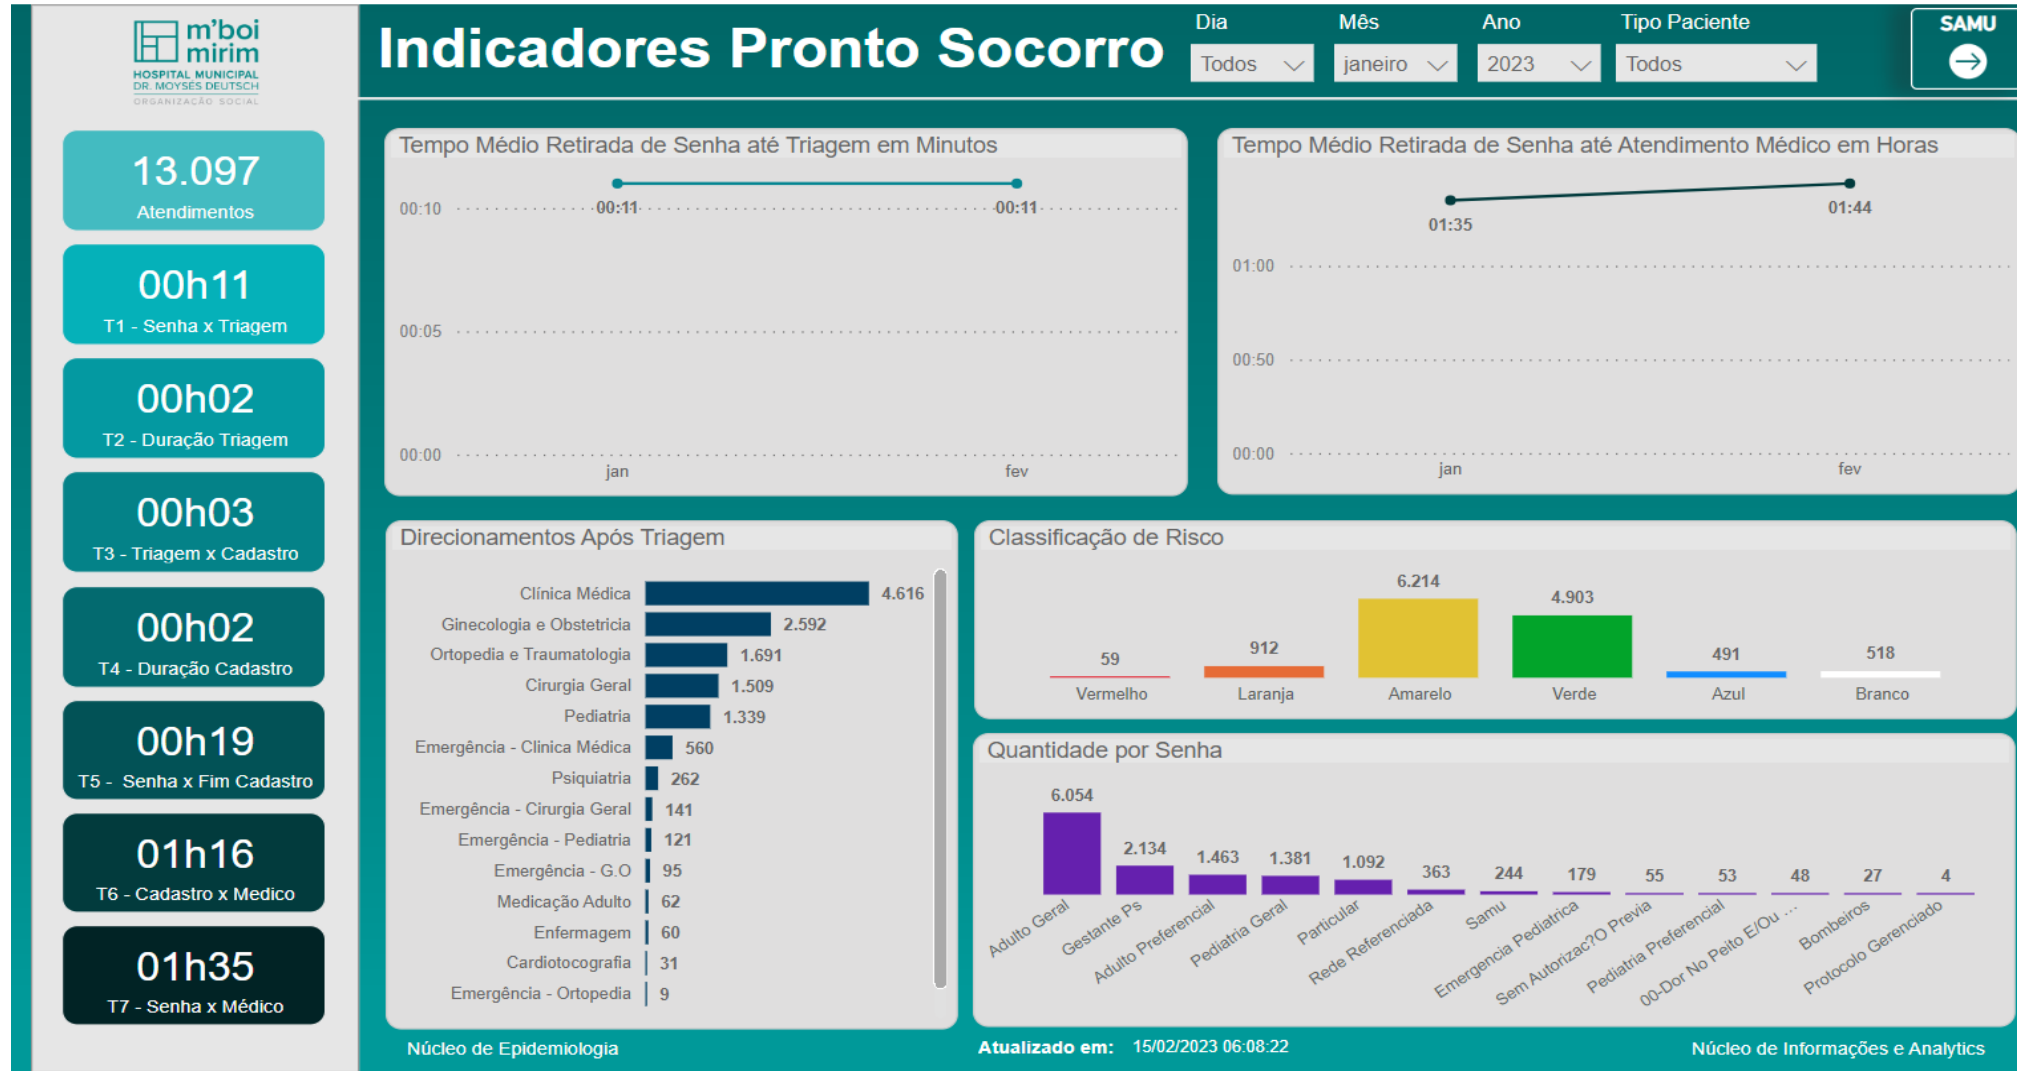 m'boi
mirim
HOSPITAL MUNICIPAL
DR. MOYSÉS DEUTSCH
ORGANIZAÇÃO SOCIAL
Indicadores Pronto Socorro
Dia
Todos
Mês
janeiro
Ano
2023
Tipo Paciente
Todos
SAMU
13.097
Atendimentos
00h11
T1 - Senha x Triagem
00h02
T2 - Duração Triagem
00h03
T3 - Triagem x Cadastro
00h02
T4 - Duração Cadastro
00h19
T5 - Senha x Fim Cadastro
01h16
T6 - Cadastro x Medico
01h35
T7 - Senha x Médico
Tempo Médio Retirada de Senha até Triagem em Minutos
00:10
00:11
00:11
00:05
00:00
jan
fev
Tempo Médio Retirada de Senha até Atendimento Médico em Horas
01:35
01:44
01:00
00:50
00:00
jan
fev
Direcionamentos Após Triagem
Clínica Médica 4.616
Ginecologia e Obstetricia 2.592
Ortopedia e Traumatologia 1.691
Cirurgia Geral 1.509
Pediatria 1.339
Emergência - Clinica Médica 560
Psiquiatria 262
Emergência - Cirurgia Geral 141
Emergência - Pediatria 121
Emergência - G.O 95
Medicação Adulto 62
Enfermagem 60
Cardiotocografia 31
Emergência - Ortopedia 9
Classificação de Risco
59 912 6.214 4.903 491 518
Vermelho Laranja Amarelo Verde Azul Branco
Quantidade por Senha
6.054 2.134 1.463 1.381 1.092 363 244 179 55 53 48 27 4
Adulto Geral
Gestante Ps
Adulto Preferencial
Pediatria Geral
Particular
Rede Referenciada
Samu
Emergencia Pediatrica
Sem Autorizac?O Previa
Pediatria Preferencial
00-Dor No Peito E/Ou ...
Bombeiros
Protocolo Gerenciado
Núcleo de Epidemiologia
Atualizado em: 15/02/2023 06:08:22
Núcleo de Informações e Analytics